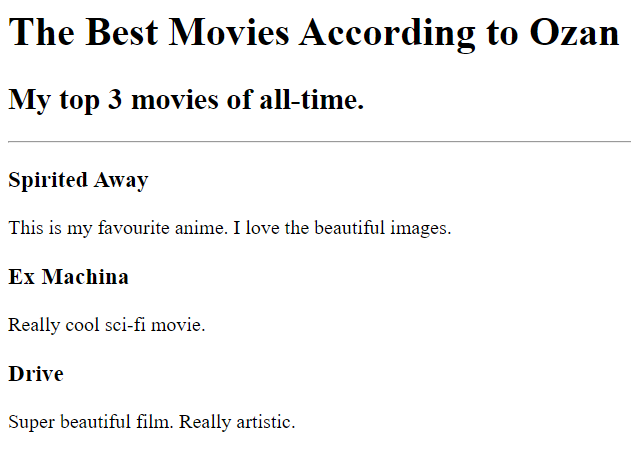 The Best Movies According to Ozan
My top 3 movies of all-time.
Spirited Away
This is my favourite anime. I love the beautiful images.
Ex Machina
Really cool sci-fi movie.
Drive
Super beautiful film. Really artistic.